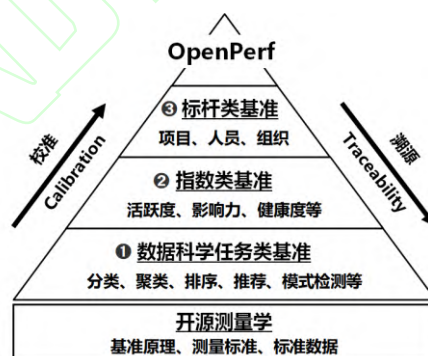 OpenPerf
❸ 标杆类基准
项目、人员、组织
❷ 指数类基准
活跃度、影响力、健康度等
❶ 数据科学任务类基准
分类、聚类、排序、推荐、模式检测等
开源测量学
基准原理、测量标准、标准数据
校准
Calibration
溯源
Traceability